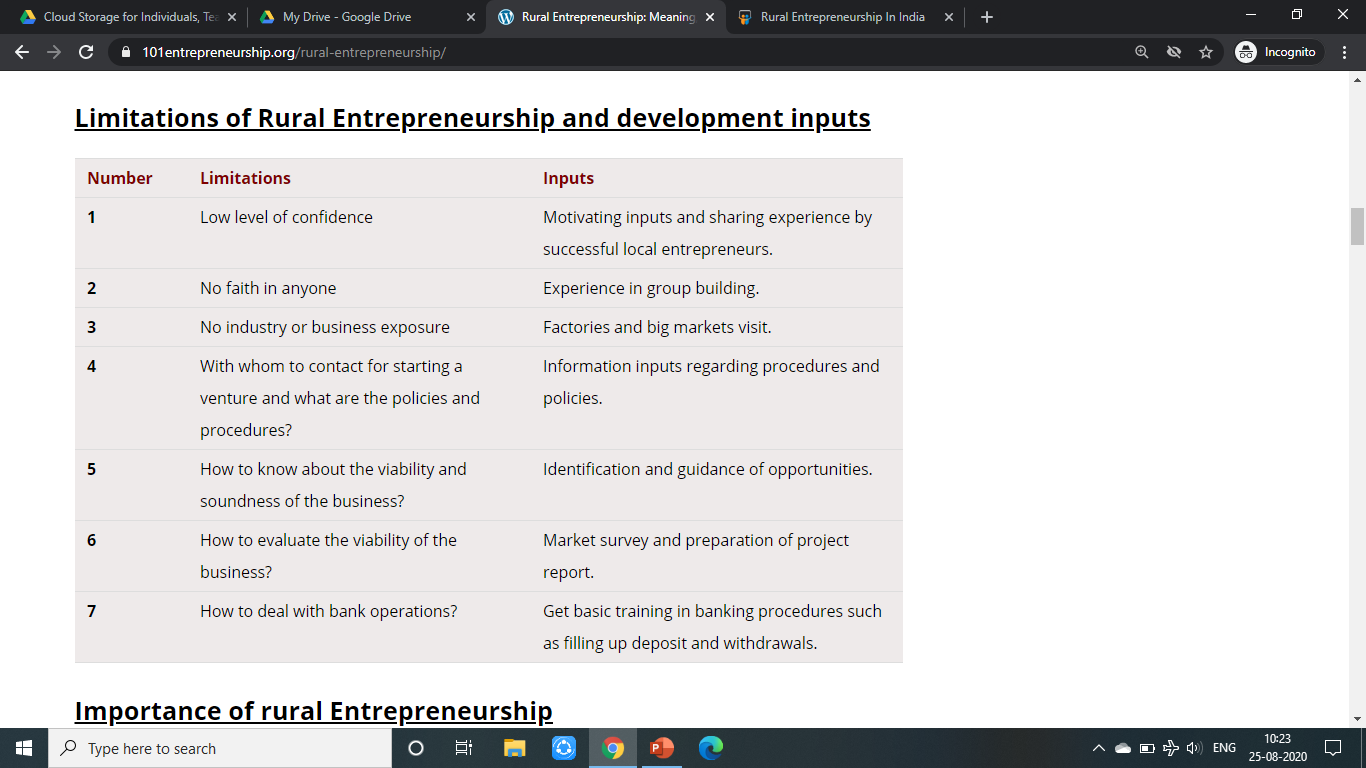 Cloud Storage for Individuals, Tea
My Drive - Google Drive
Rural Entrepreneurship: Meaning
Rural Entrepreneurship In India
101entrepreneurship.org/rural-entrepreneurship/
Incognito
Limitations of Rural Entrepreneurship and development inputs
Number Limitations Inputs
1 Low level of confidence Motivating inputs and sharing experience by
successful local entrepreneurs.
2 No faith in anyone Experience in group building.
3 No industry or business exposure Factories and big markets visit.
4 With whom to contact for starting a Information inputs regarding procedures and
venture and what are the policies and policies.
procedures?
5 How to know about the viability and Identification and guidance of opportunities.
soundness of the business?
6 How to evaluate the viability of the Market survey and preparation of project
business? report.
7 How to deal with bank operations? Get basic training in banking procedures such
as filling up deposit and withdrawals.
Importance of rural Entrepreneurship
Type here to search
ENG
10:23
25-08-2020